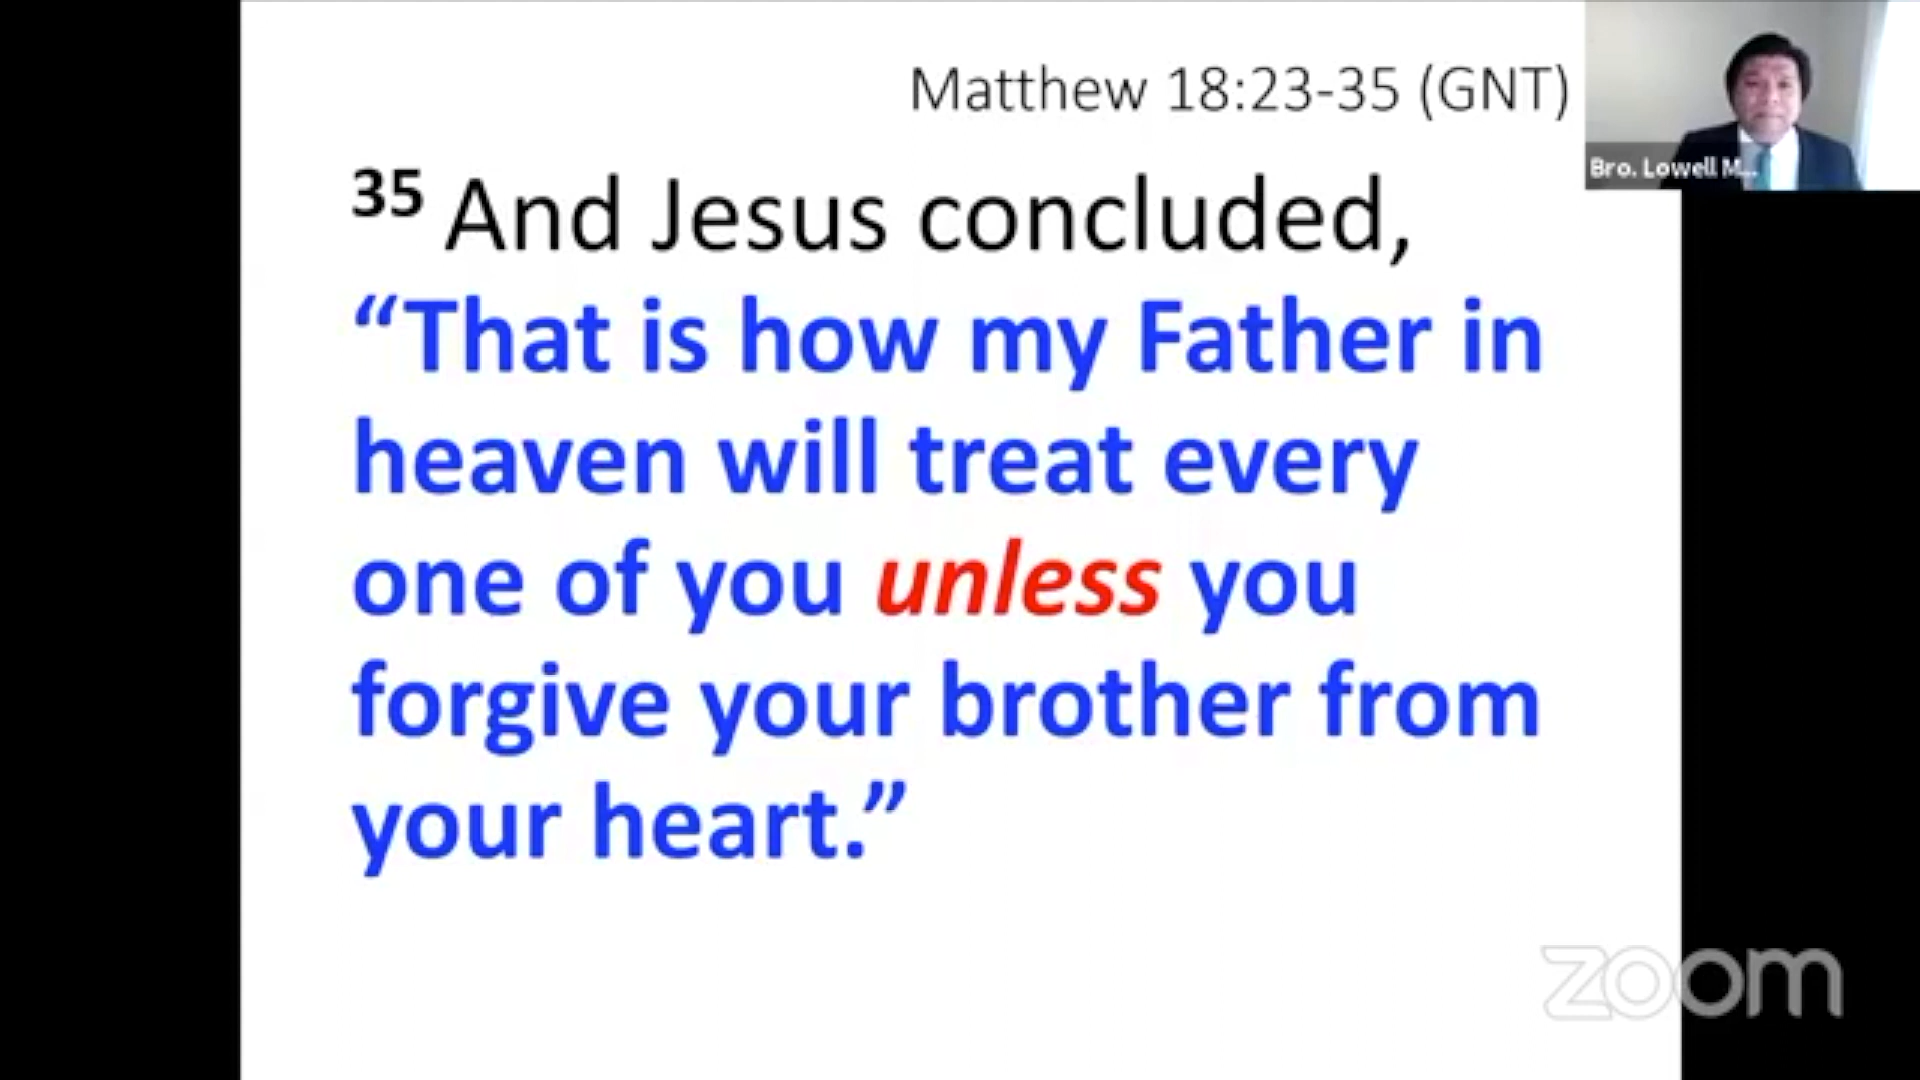 Matthew 18:23-35 (GNT)
Bro. Lowell M...
35 And Jesus concluded,
“That is how my Father in
heaven will treat every
one of you unless you
forgive your brother from
your heart.”
zoom